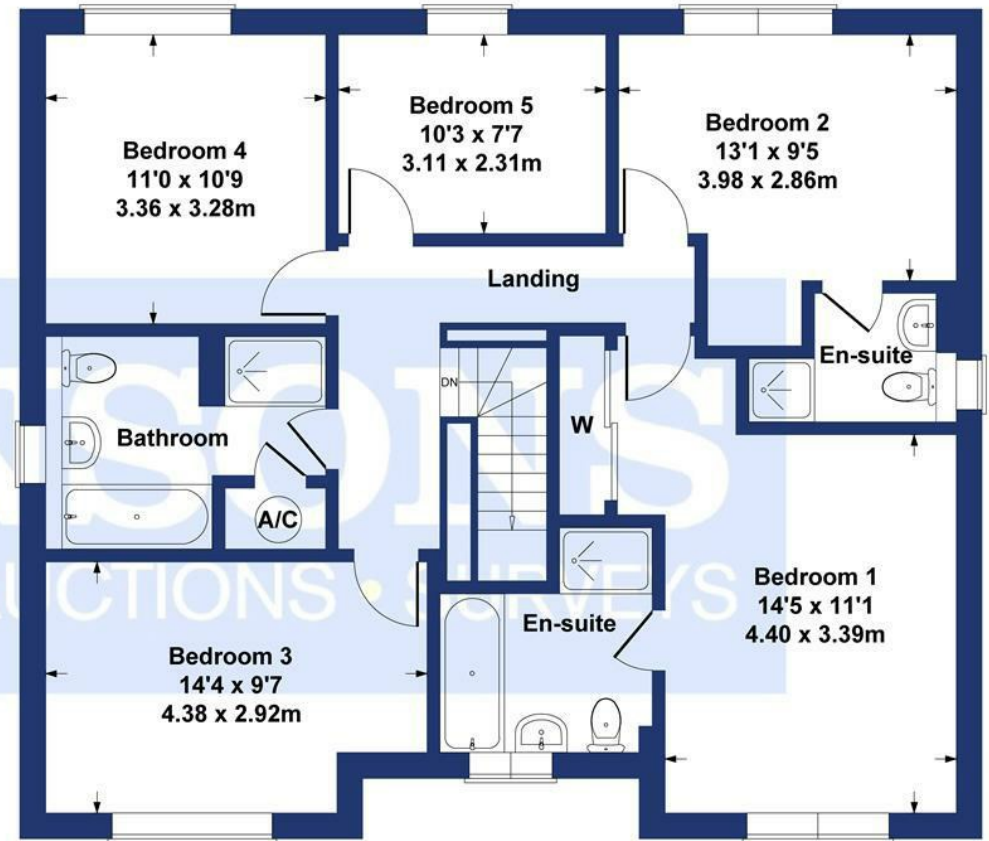 Bedroom 4
11'0 x 10'9
3.36 x 3.28m
Bedroom 5
10'3 x 7'7
3.11 x 2.31m
Bedroom 2
13'1 x 9'5
3.98 x 2.86m
Landing
En-suite
DN
W
Bathroom
A/C
NSONS
UCTIONS • SURVEYS
Bedroom 1
14'5 x 11'1
4.40 x 3.39m
En-suite
Bedroom 3
14'4 x 9'7
4.38 x 2.92m